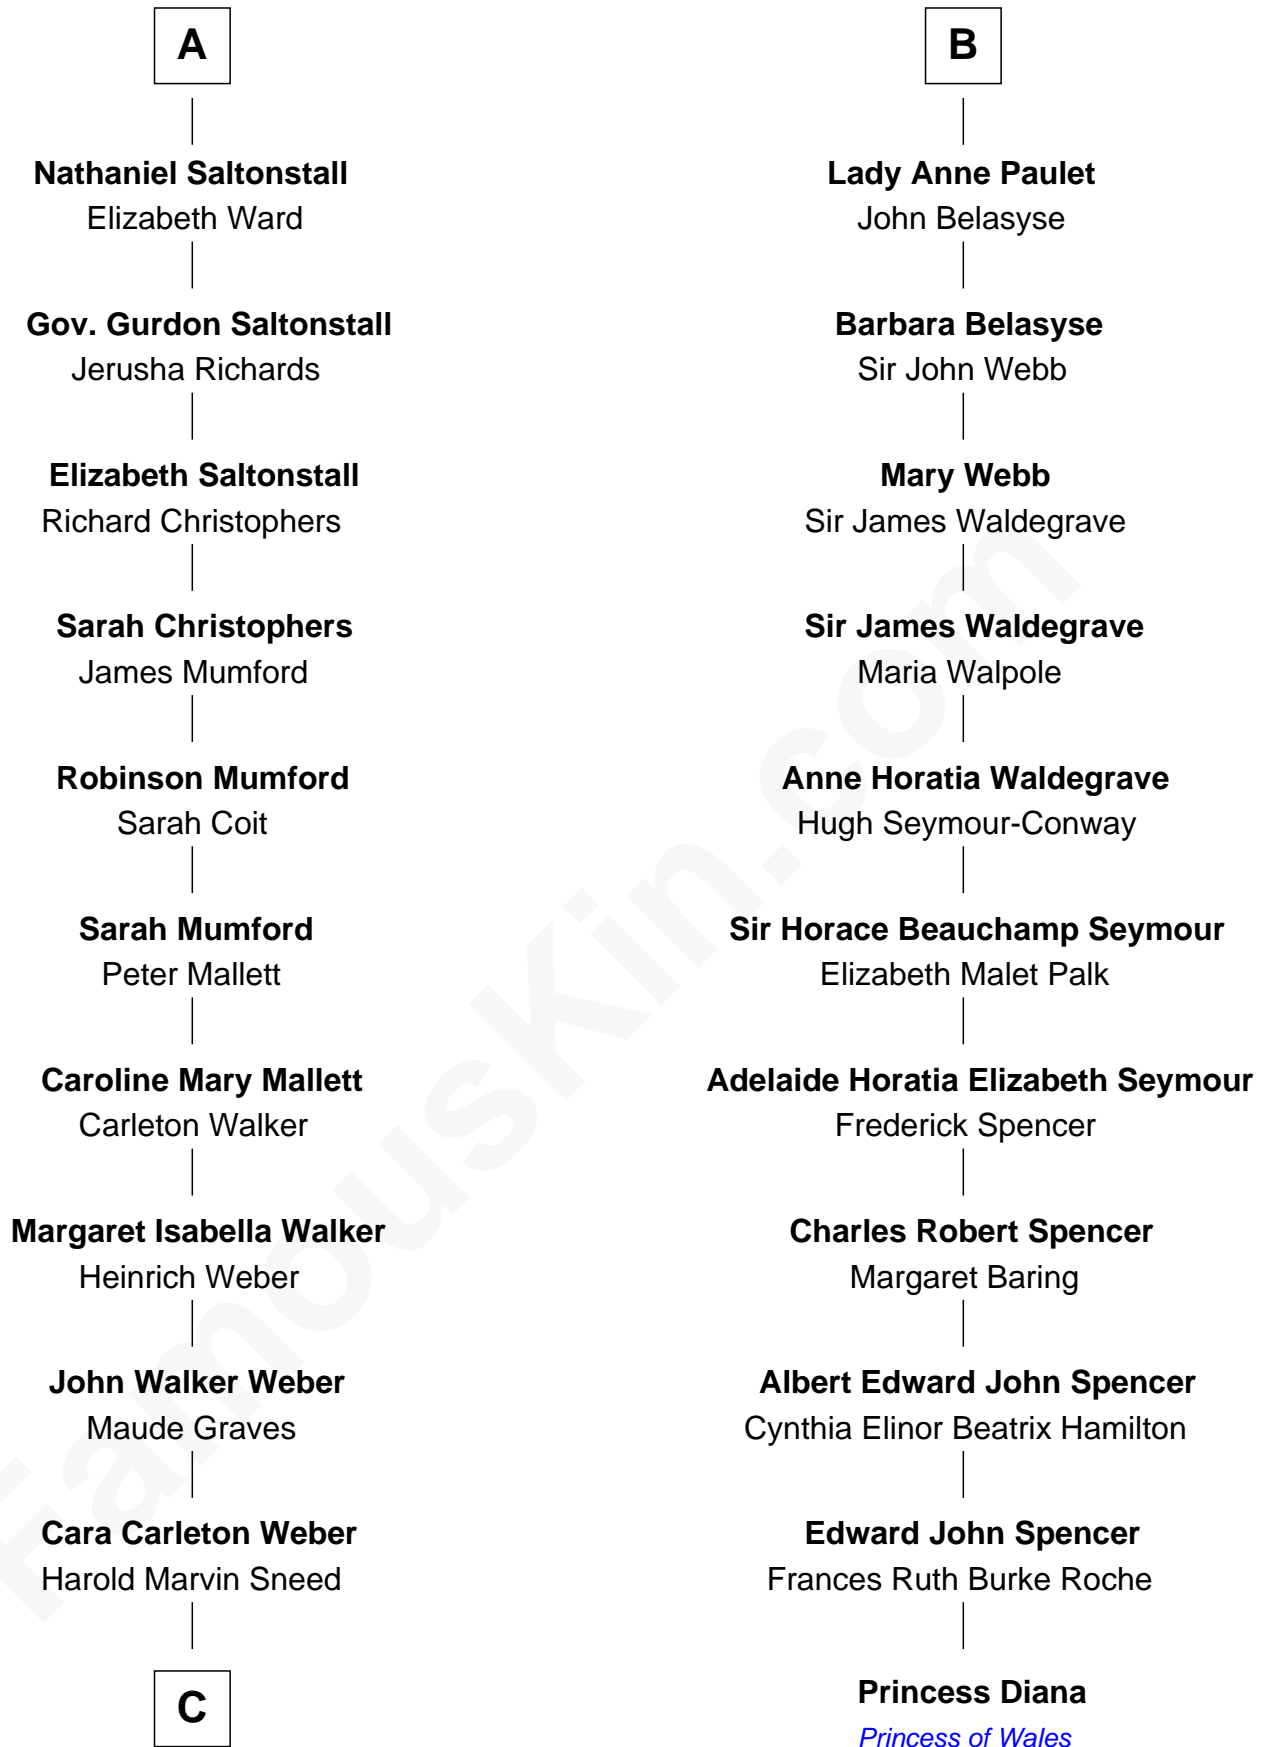 A
Nathaniel Saltonstall
Elizabeth Ward
Gov. Gurdon Saltonstall
Jerusha Richards
Elizabeth Saltonstall
Richard Christophers
Sarah Christophers
James Mumford
Robinson Mumford
Sarah Coit
Sarah Mumford
Peter Mallett
Caroline Mary Mallett
Carleton Walker
Margaret Isabella Walker
Heinrich Weber
John Walker Weber
Maude Graves
Cara Carleton Weber
Harold Marvin Sneed
C
B
Lady Anne Paulet
John Belasyse
Barbara Belasyse
Sir John Webb
Mary Webb
Sir James Waldegrave
Sir James Waldegrave
Maria Walpole
Anne Horatia Waldegrave
Hugh Seymour-Conway
Sir Horace Beauchamp Seymour
Elizabeth Malet Palk
Adelaide Horatia Elizabeth Seymour
Frederick Spencer
Charles Robert Spencer
Margaret Baring
Albert Edward John Spencer
Cynthia Elinor Beatrix Hamilton
Edward John Spencer
Frances Ruth Burke Roche
Princess Diana
Princess of Wales
FamousKin.com